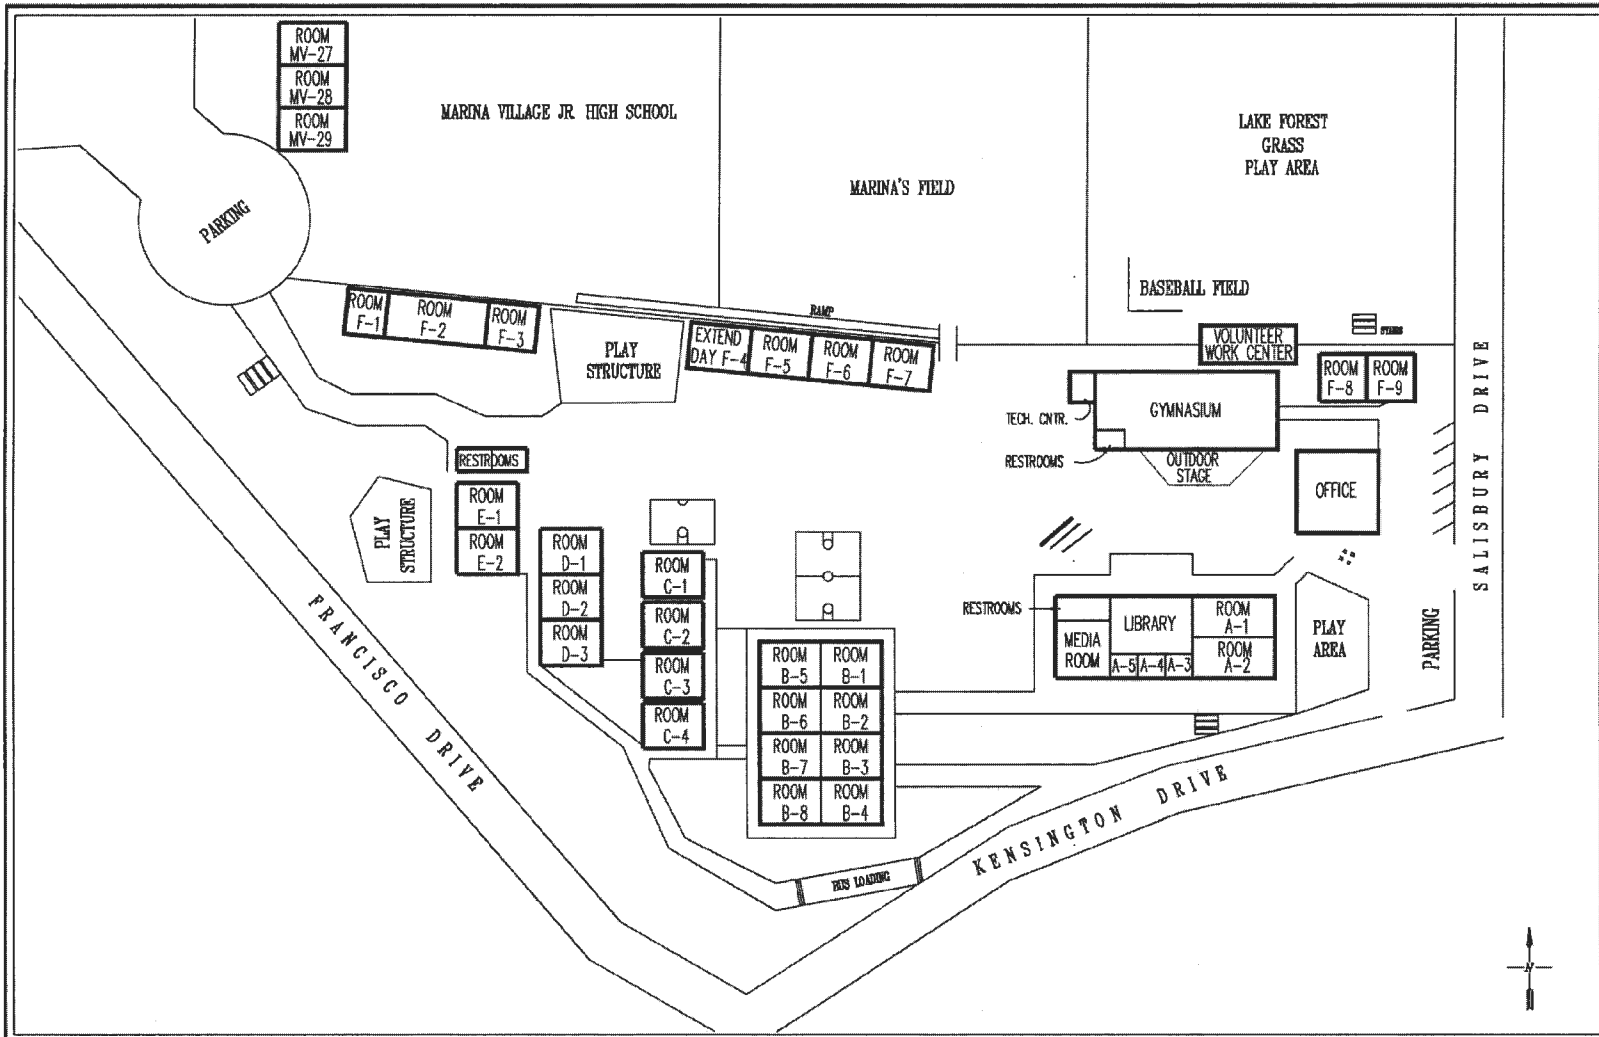 ROOM
MV-27
ROOM
MV-28
ROOM
MV-29
MARINA VILLAGE JR. HIGH SCHOOL
LAKE FOREST
GRASS
PLAY AREA
MARINA'S FIELD
PARKING
BASEBALL FIELD
ROOM
F-1
ROOM
F-2
ROOM
F-3
RAMP
PLAY
STRUCTURE
EXTEND
DAY F-4
ROOM
F-5
ROOM
F-6
ROOM
F-7
VOLUNTEER
WORK CENTER
STAIRS
ROOM
F-8
ROOM
F-9
TECH. CNTR.
GYMNASIUM
RESTROOMS
OUTDOOR
STAGE
OFFICE
SALISBURY DRIVE
RESTROOMS
ROOM
E-1
ROOM
E-2
PLAY
STRUCTURE
ROOM
D-1
ROOM
D-2
ROOM
D-3
ROOM
C-1
ROOM
C-2
ROOM
C-3
ROOM
C-4
RESTROOMS
MEDIA
ROOM
LIBRARY
A-5
A-4
A-3
ROOM
A-1
ROOM
A-2
PLAY
AREA
PARKING
ROOM
B-5
ROOM
B-1
ROOM
B-6
ROOM
B-2
ROOM
B-7
ROOM
B-3
ROOM
B-8
ROOM
B-4
FRANCISCO DRIVE
KENSINGTON DRIVE
BUS LOADING
N